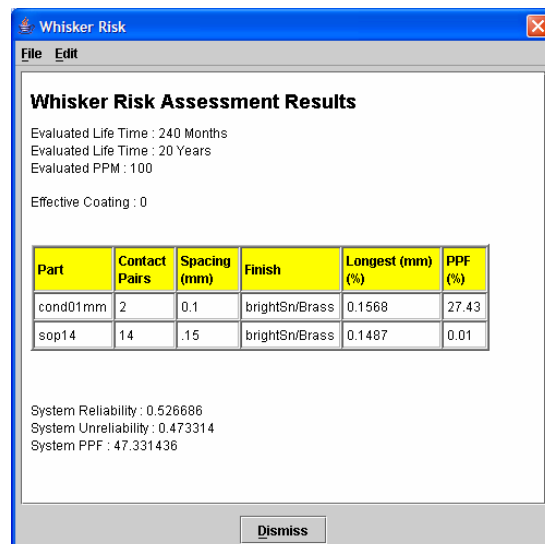 Whisker Risk
File Edit
Whisker Risk Assessment Results
Evaluated Life Time : 240 Months
Evaluated Life Time : 20 Years
Evaluated PPM : 100
Effective Coating : 0
Part Contact Pairs Spacing (mm) Finish Longest (mm) (%) PPF (%)
cond01mm 2 0.1 brightSn/Brass 0.1568 27.43
sop14 14 .15 brightSn/Brass 0.1487 0.01
System Reliability : 0.526686
System Unreliability : 0.473314
System PPF : 47.331436
Dismiss